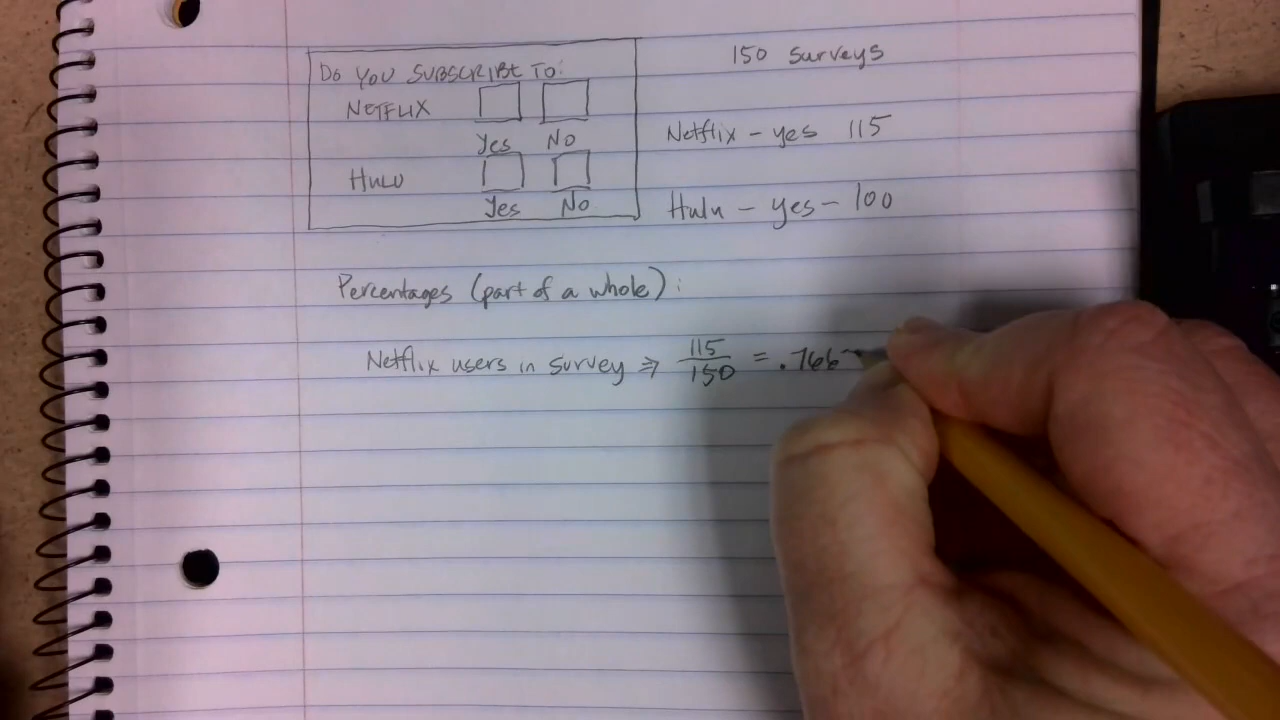 DO YOU SUBSCRIBE TO:
NETFLIX
Yes No
HULU
Yes No
150 surveys
Netflix - yes 115
Hulu - yes - 100
Percentages (part of a whole):
Netflix users in survey ⇒ 115/150 = .766